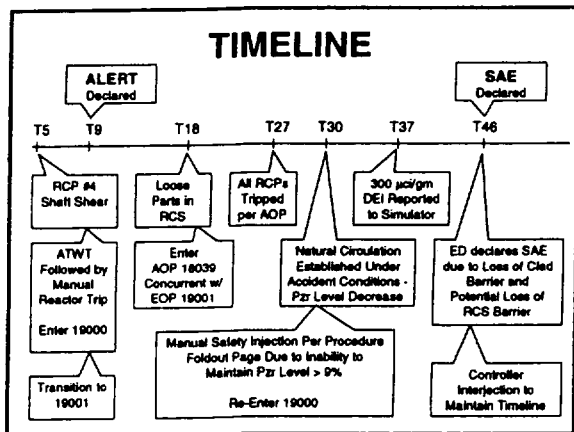 TIMELINE
ALERT
Declared
SAE
Declared
T5
T9
T18
T27
T30
T37
T46
RCP #4
Shaft Shear
Loose
Parts in
RCS
All RCPs
Tripped
per AOP
300 µci/gm
DEI Reported
to Simulator
ATWT
Followed by
Manual
Reactor Trip
Enter 19000
Enter
AOP 18039
Concurrent w/
EOP 19001
Natural Circulation
Established Under
Accident Conditions -
Pzr Level Decrease
ED declares SAE
due to Loss of Clad
Barrier and
Potential Loss of
RCS Barrier
Manual Safety Injection Per Procedure
Foldout Page Due to Inability to
Maintain Pzr Level > 9%
Re-Enter 19000
Transition to
19001
Controller
Interjection to
Maintain Timeline